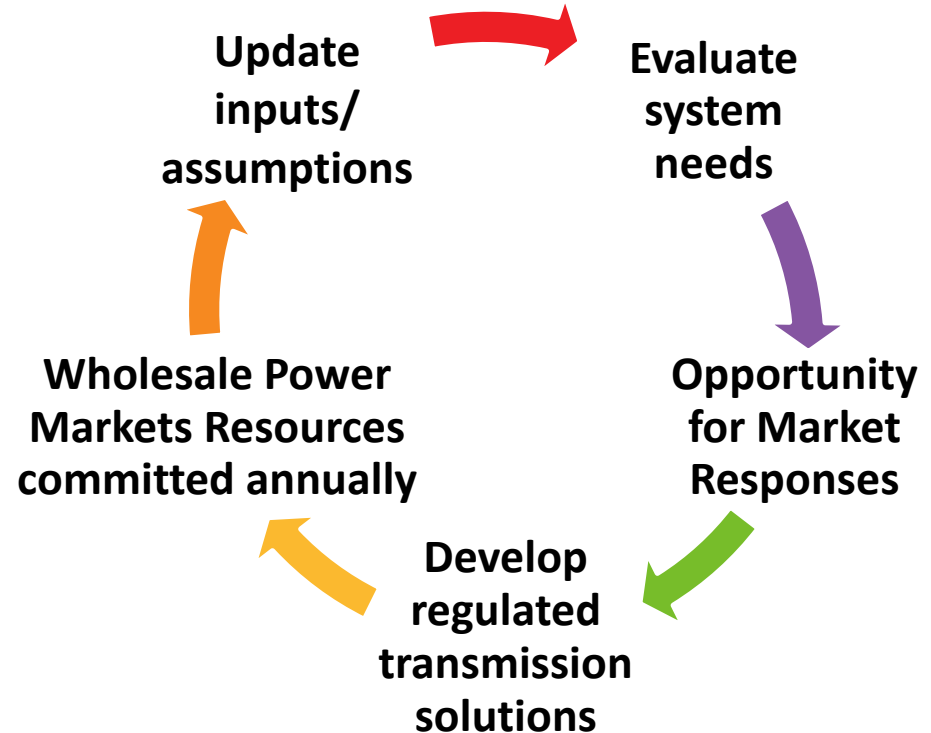 Update
inputs/
assumptions
Evaluate
system
needs
Opportunity
for Market
Responses
Develop
regulated
transmission
solutions
Wholesale Power
Markets Resources
committed annually